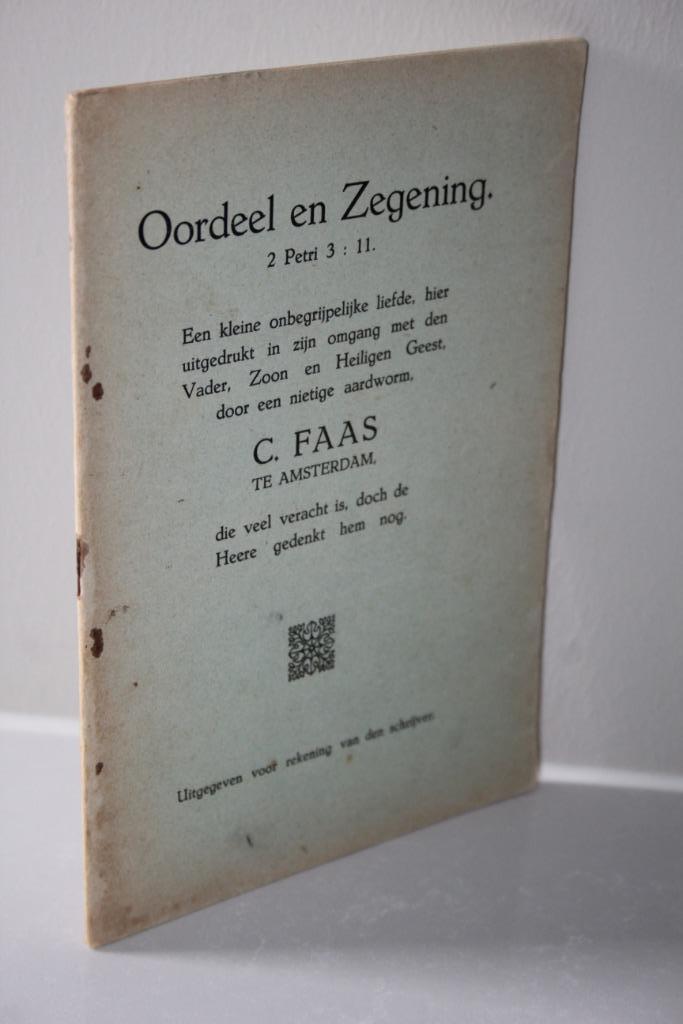 Oordeel en Zegening.
2 Petri 3 : 11.
Een kleine onbegrijpelijke liefde, hier
uitgedrukt in zijn omgang met den
Vader, Zoon en Heiligen Geest,
door een nietige aardworm,
C. FAAS
TE AMSTERDAM,
die veel veracht is, doch de
Heere gedenkt hem nog.
Uitgegeven voor rekening van den schrijver.